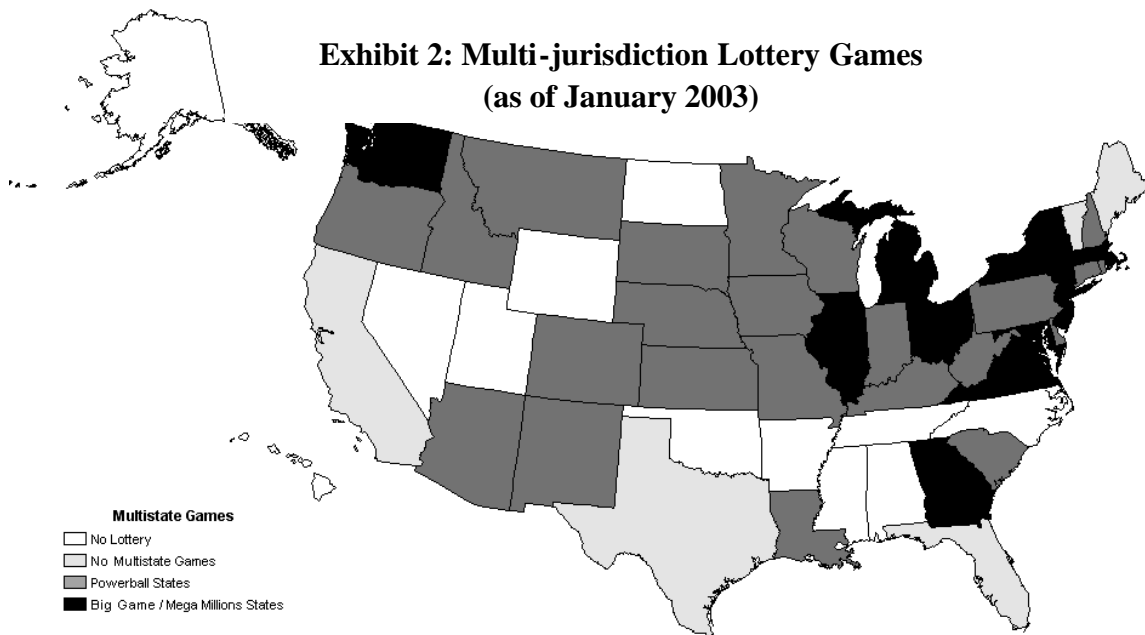 Exhibit 2: Multi-jurisdiction Lottery Games
(as of January 2003)
Multistate Games
No Lottery
No Multistate Games
Powerball States
Big Game / Mega Millions States